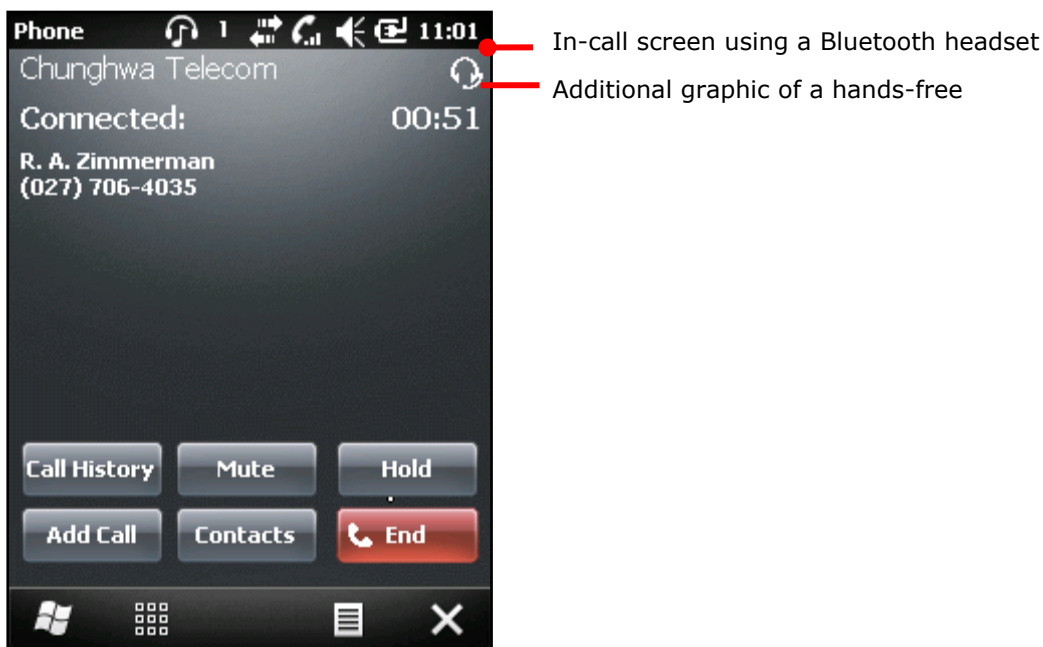 Phone 1 11:01
Chunghwa Telecom
Connected: 00:51
R. A. Zimmerman
(027) 706-4035
Call History Mute Hold
Add Call Contacts End
In-call screen using a Bluetooth headset
Additional graphic of a hands-free